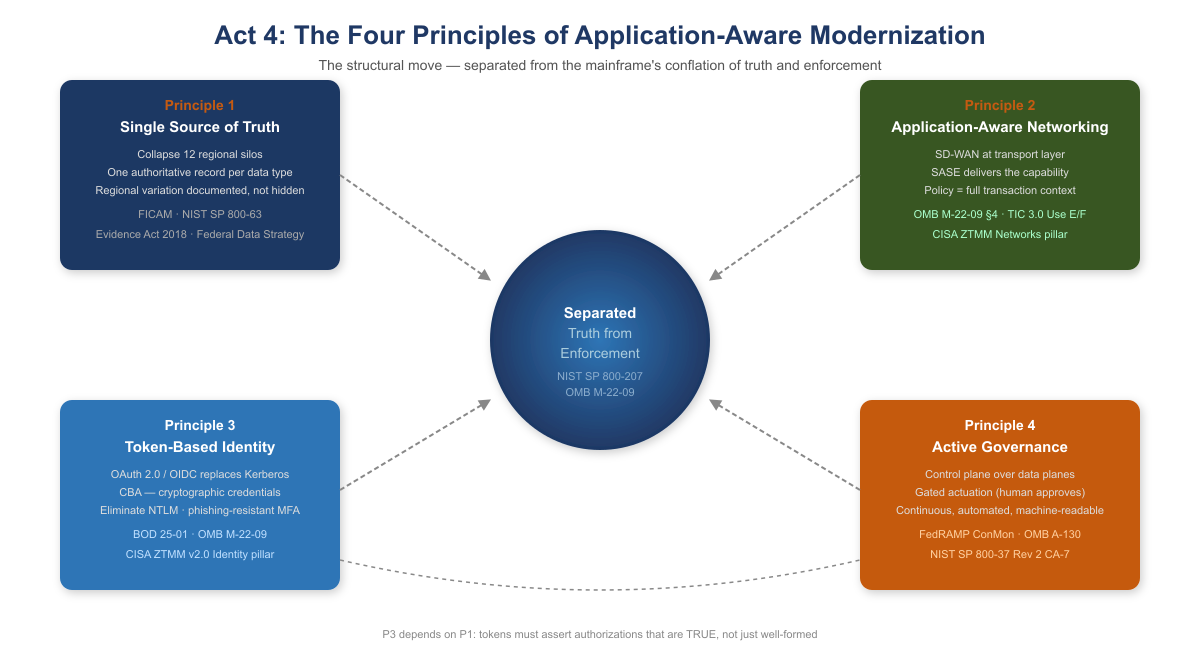 Act 4: The Four Principles of Application-Aware Modernization
The structural move — separated from the mainframe's conflation of truth and enforcement
Principle 1
Single Source of Truth
Collapse 12 regional silos
One authoritative record per data type
Regional variation documented, not hidden
FICAM · NIST SP 800-63
Evidence Act 2018 · Federal Data Strategy
Principle 2
Application-Aware Networking
SD-WAN at transport layer
SASE delivers the capability
Policy = full transaction context
OMB M-22-09 §4 · TIC 3.0 Use E/F
CISA ZTMM Networks pillar
Separated
Truth from
Enforcement
NIST SP 800-207
OMB M-22-09
Principle 3
Token-Based Identity
OAuth 2.0 / OIDC replaces Kerberos
CBA — cryptographic credentials
Eliminate NTLM · phishing-resistant MFA
BOD 25-01 · OMB M-22-09
CISA ZTMM v2.0 Identity pillar
Principle 4
Active Governance
Control plane over data planes
Gated actuation (human approves)
Continuous, automated, machine-readable
FedRAMP ConMon · OMB A-130
NIST SP 800-37 Rev 2 CA-7
P3 depends on P1: tokens must assert authorizations that are TRUE, not just well-formed